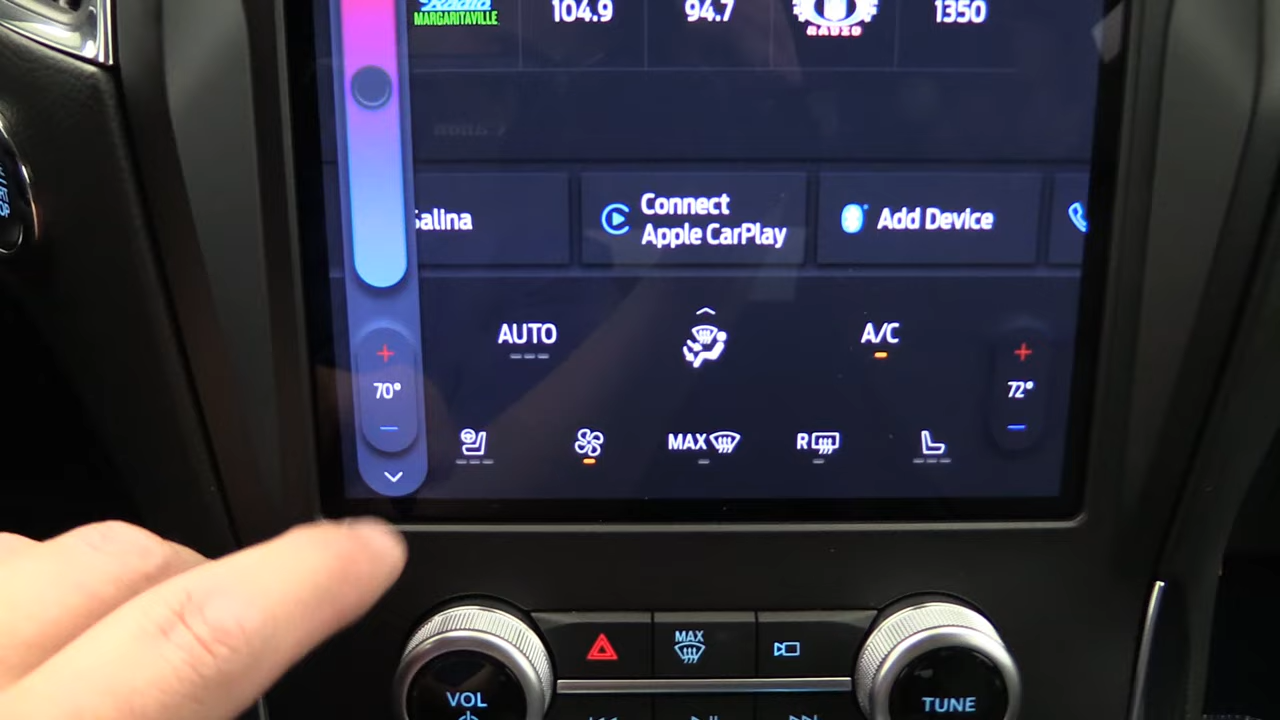 MARGARITAVILLE
104.9
94.7
RADIO
1350
Salina
Connect
Apple CarPlay
Add Device
AUTO
A/C
+
70°
−
+
72°
−
MAX
R
MAX
VOL
TUNE